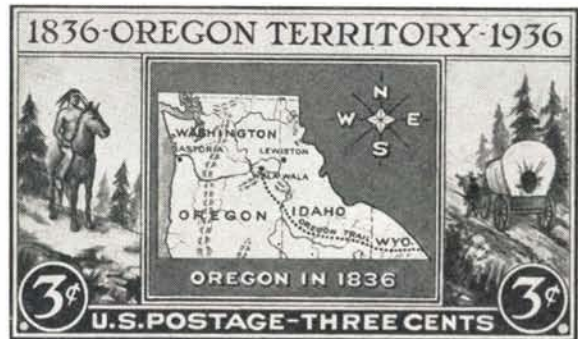 1836-OREGON TERRITORY-1936
N
W E
S
WASHINGTON
ASTORIA
LEWISTON
WALLA WALLA
OREGON
IDAHO
OREGON TRAIL
WYO.
OREGON IN 1836
3¢ 3¢
U.S. POSTAGE-THREE CENTS